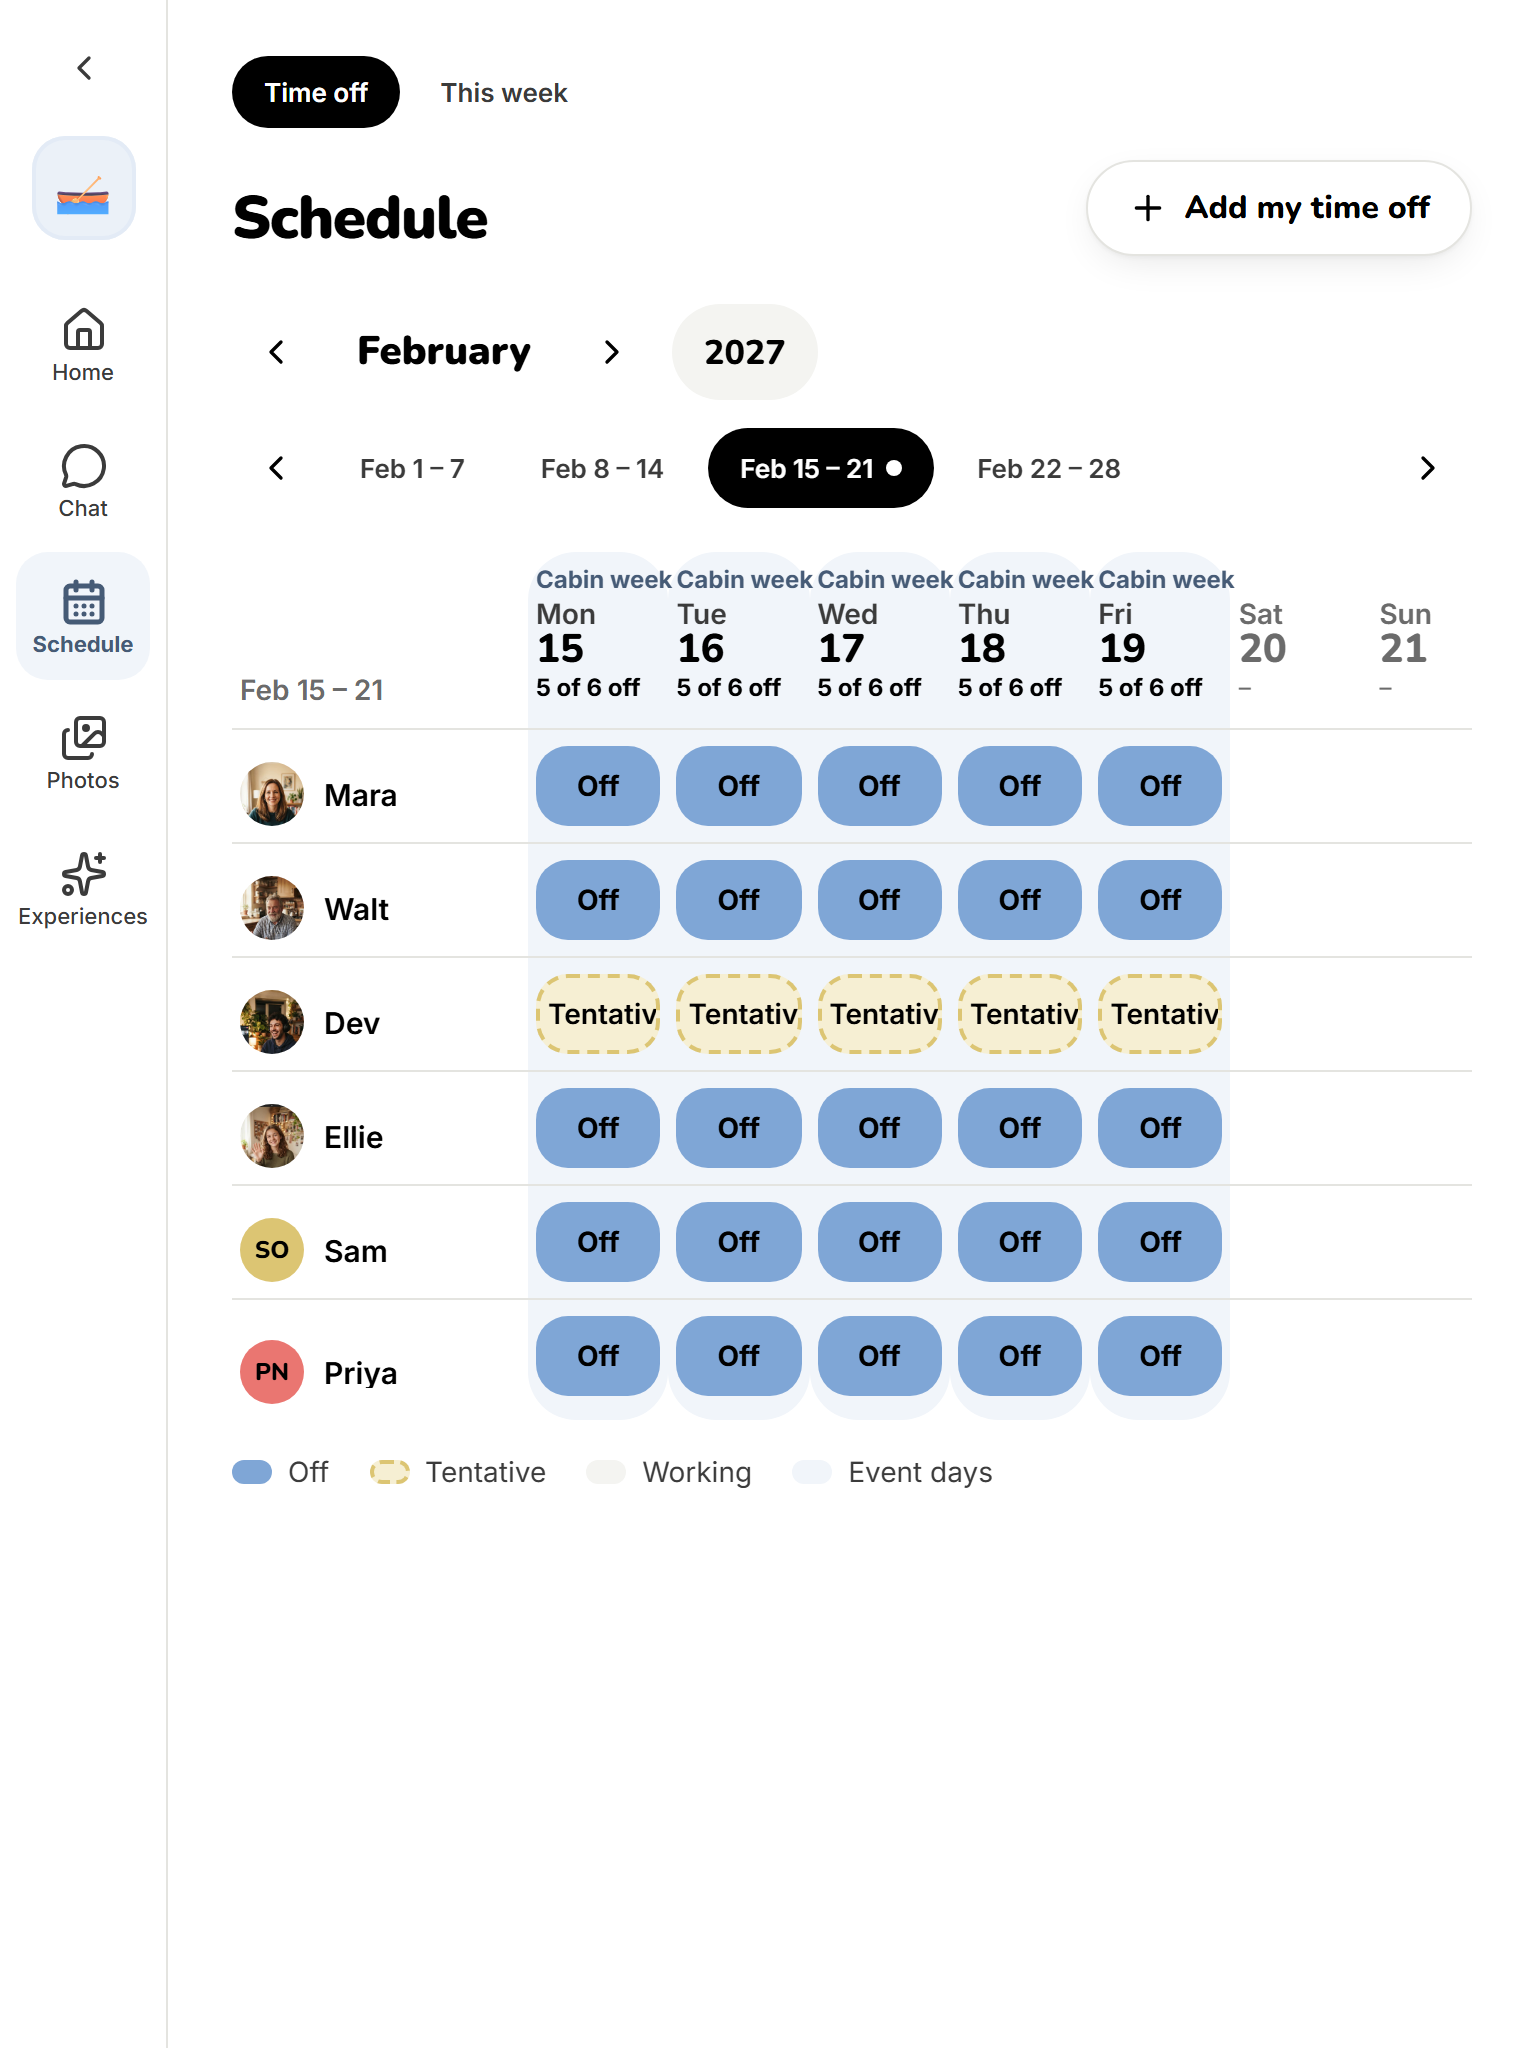 Time off
This week
Schedule
Add my time off
Home
Chat
Schedule
Photos
Experiences
February
2027
Feb 1 – 7
Feb 8 – 14
Feb 15 – 21
Feb 22 – 28
Cabin week Cabin week Cabin week Cabin week Cabin week
Mon Tue Wed Thu Fri Sat Sun
15 16 17 18 19 20 21
Feb 15 – 21 5 of 6 off 5 of 6 off 5 of 6 off 5 of 6 off 5 of 6 off – –
Mara Off Off Off Off Off
Walt Off Off Off Off Off
Dev Tentativ Tentativ Tentativ Tentativ Tentativ
Ellie Off Off Off Off Off
SO Sam Off Off Off Off Off
PN Priya Off Off Off Off Off
Off Tentative Working Event days